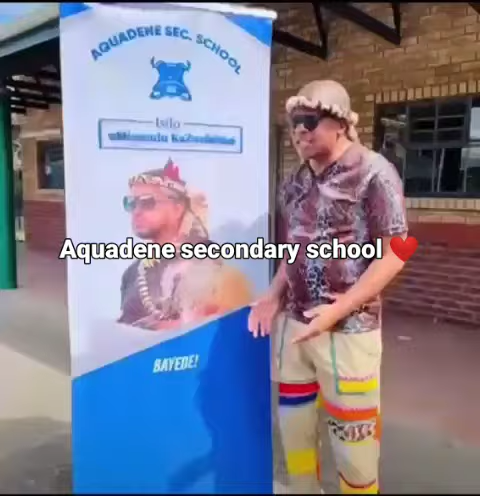 AQUADENE SEC. SCHOOL
Isilo
Aquadene secondary school ❤️
BAYEDE!